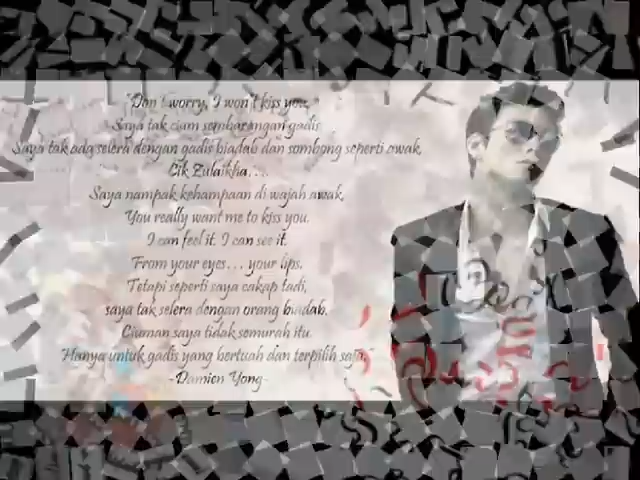 "Don't worry, I won't kiss you."
Saya tak cium sembarangan gadis
Saya tak ada selera dengan gadis biadab dan sombong seperti awak,
Cik Zulaikha....
Saya nampak kehampaan di wajah awak.
You really want me to kiss you.
I can feel it. I can see it.
From your eyes... your lips.
Tetapi seperti saya cakap tadi,
saya tak selera dengan orang biadab.
Ciuman saya tidak semurah itu.
Hanya untuk gadis yang bertuah dan terpilih saja."
-Damien Yong-